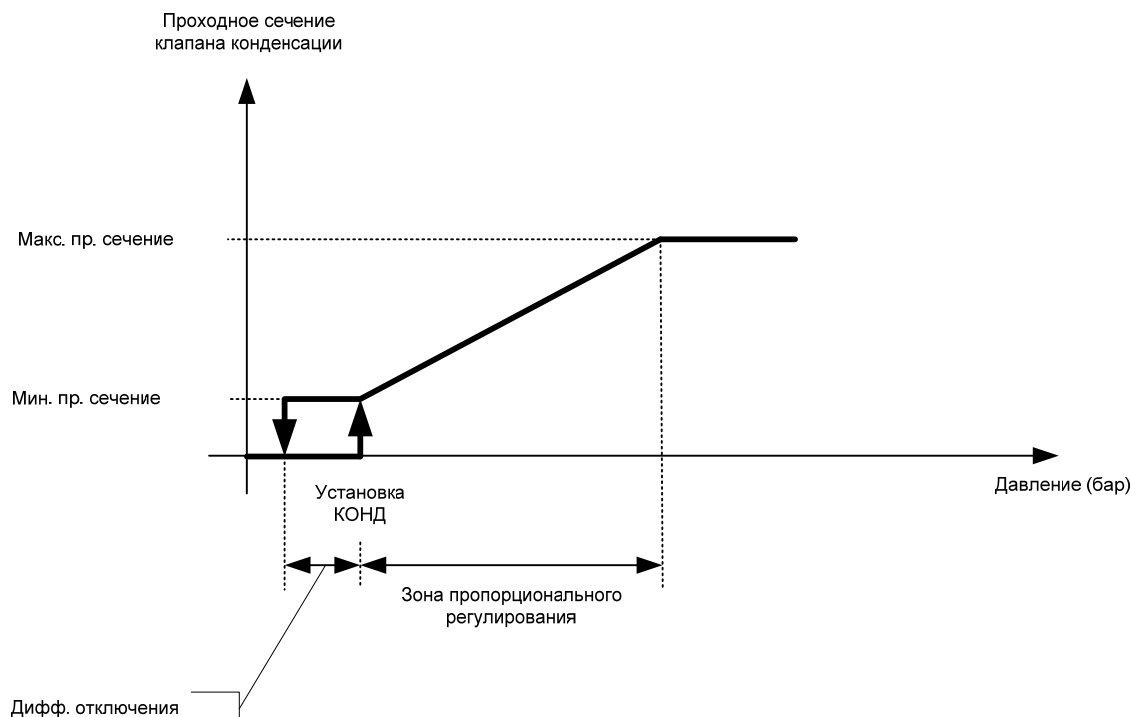 Проходное сечение
клапана конденсации
Макс. пр. сечение
Мин. пр. сечение
Давление (бар)
Установка
КОНД
Зона пропорционального
регулирования
Дифф. отключения